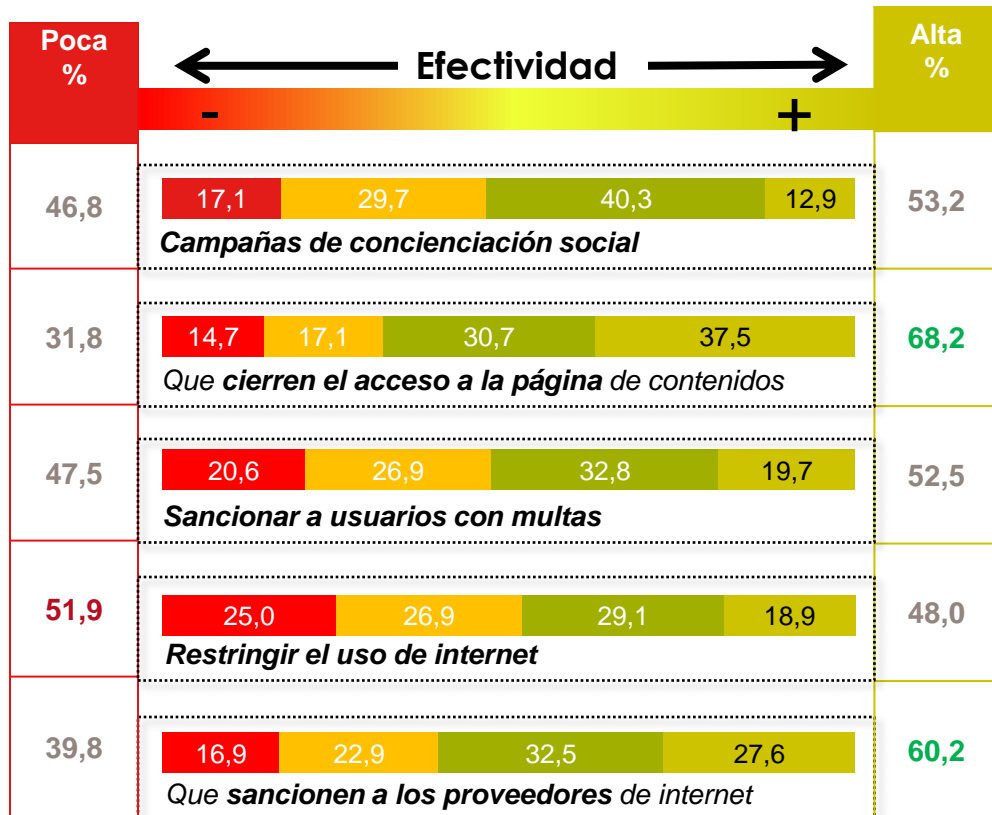 Poca
%
Efectividad
Alta
%
- +
46,8 17,1 29,7 40,3 12,9 53,2
Campañas de concienciación social
31,8 14,7 17,1 30,7 37,5 68,2
Que cierren el acceso a la página de contenidos
47,5 20,6 26,9 32,8 19,7 52,5
Sancionar a usuarios con multas
51,9 25,0 26,9 29,1 18,9 48,0
Restringir el uso de internet
39,8 16,9 22,9 32,5 27,6 60,2
Que sancionen a los proveedores de internet